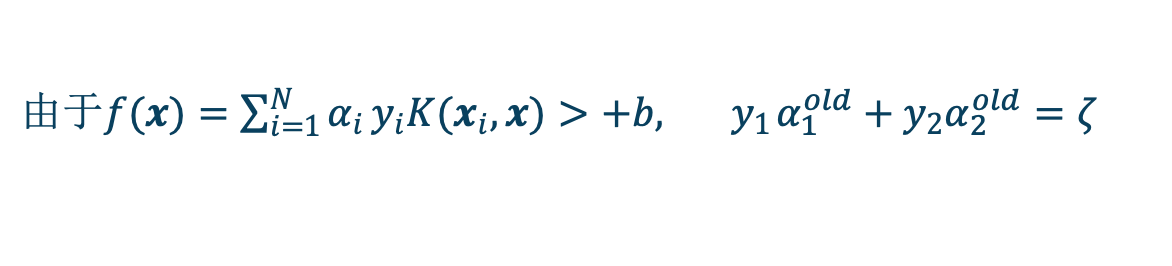 由于f(x) = ∑_{i=1}^{N} α_i y_i K(x_i, x) > +b, y_1 α_1^{old} + y_2 α_2^{old} = ζ